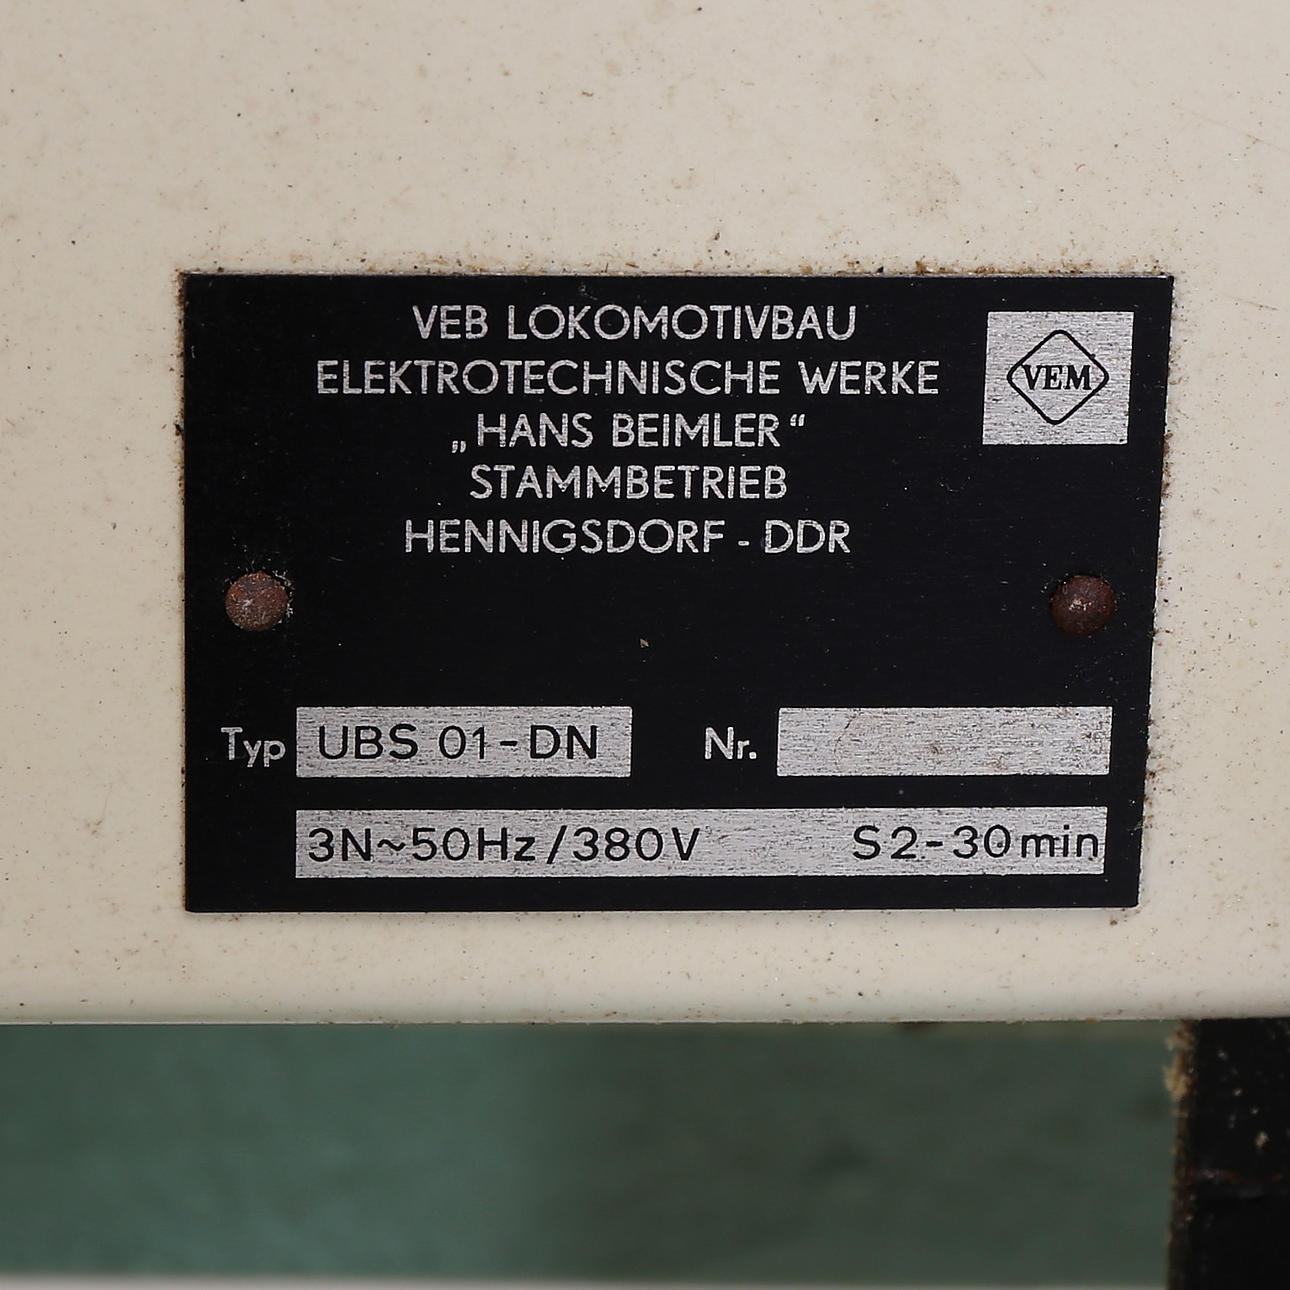 VEB LOKOMOTIVBAU
ELEKTROTECHNISCHE WERKE
„HANS BEIMLER“
STAMMBETRIEB
HENNIGSDORF - DDR
VEM
Typ UBS 01-DN Nr.
3N~50Hz/380V S2-30min